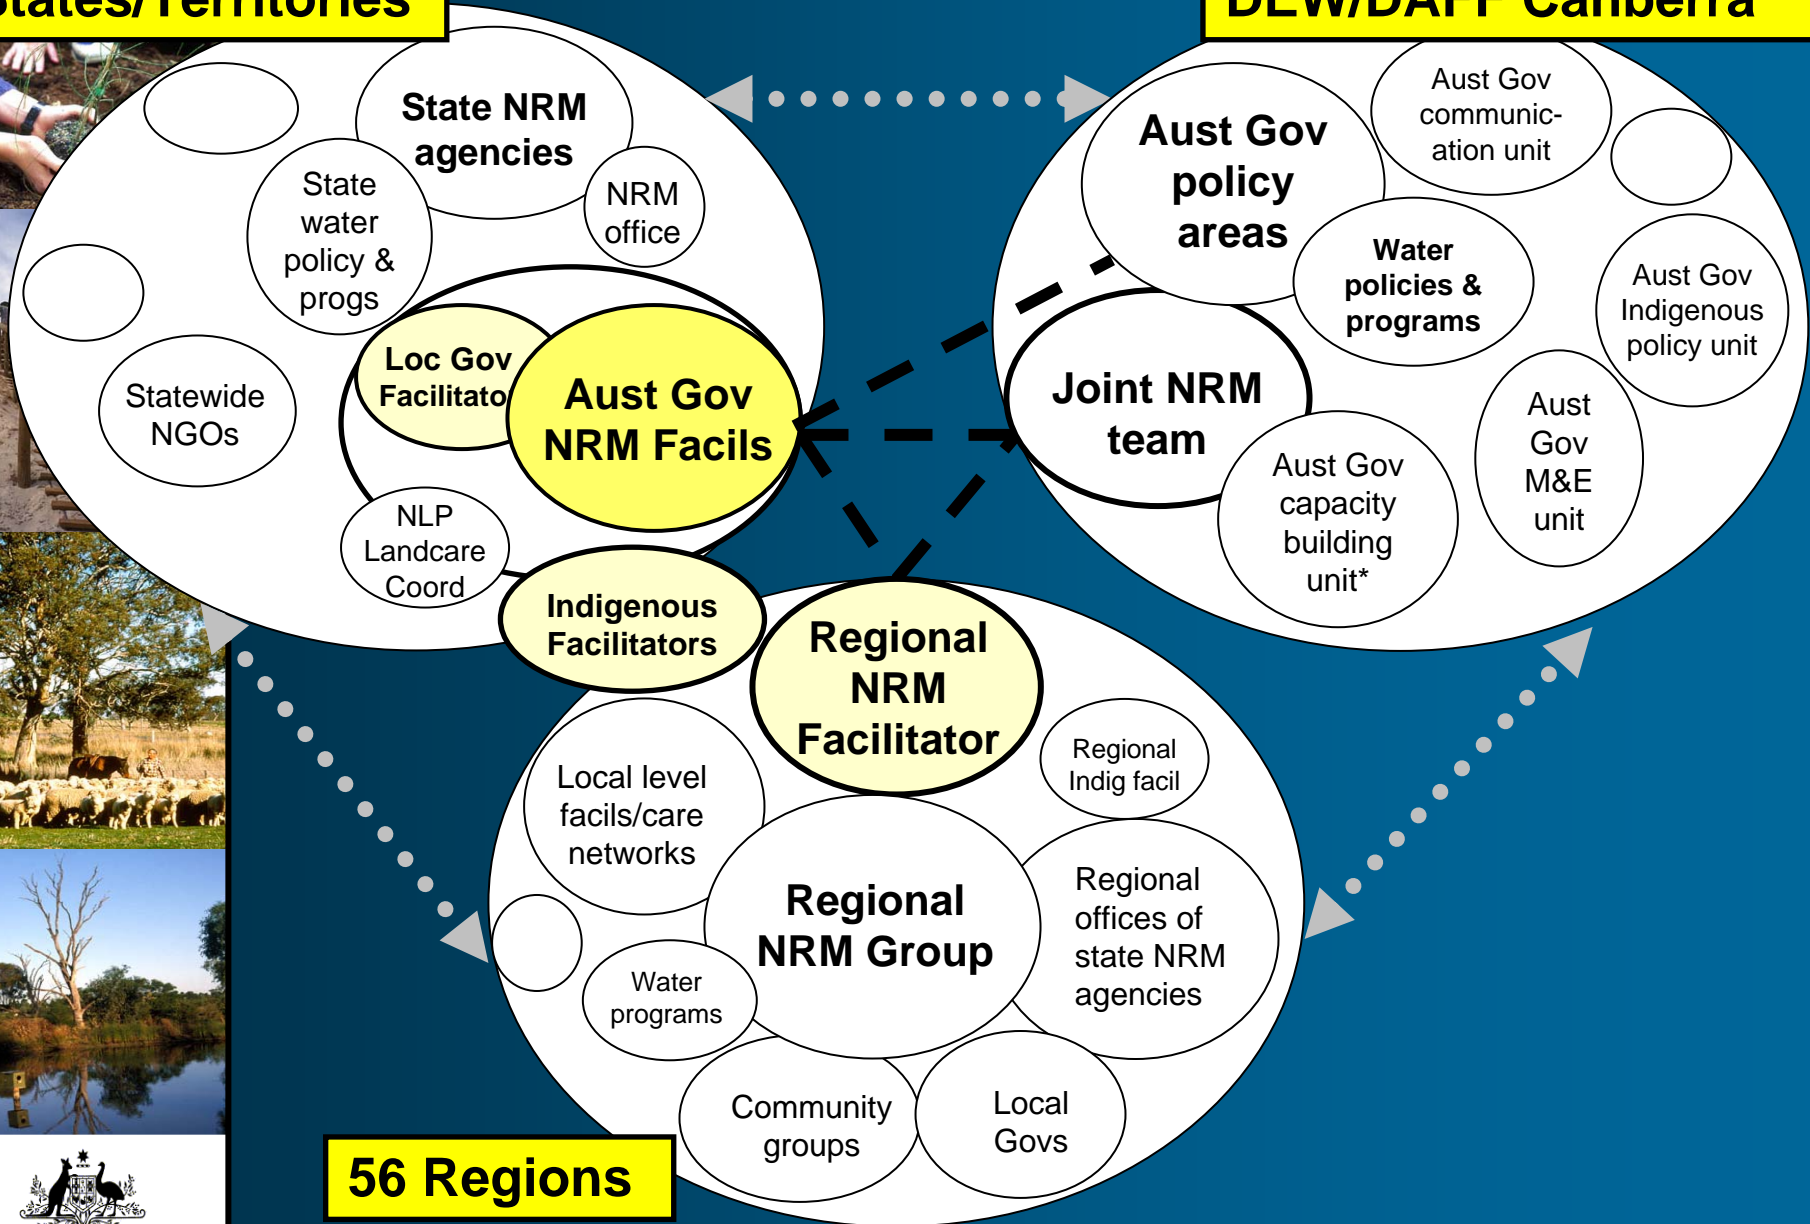 States/Territories
DEW/DAFF Canberra
State NRM
agencies
State
water
policy &
progs
NRM
office
Loc Gov
Facilitato
Aust Gov
NRM Facils
Statewide
NGOs
NLP
Landcare
Coord
Indigenous
Facilitators
Aust Gov
policy
areas
Aust Gov
communic-
ation unit
Water
policies &
programs
Aust Gov
Indigenous
policy unit
Joint NRM
team
Aust Gov
capacity
building
unit*
Aust
Gov
M&E
unit
Regional
NRM
Facilitator
Regional
Indig facil
Local level
facils/care
networks
Regional
NRM Group
Regional
offices of
state NRM
agencies
Water
programs
Community
groups
Local
Govs
56 Regions